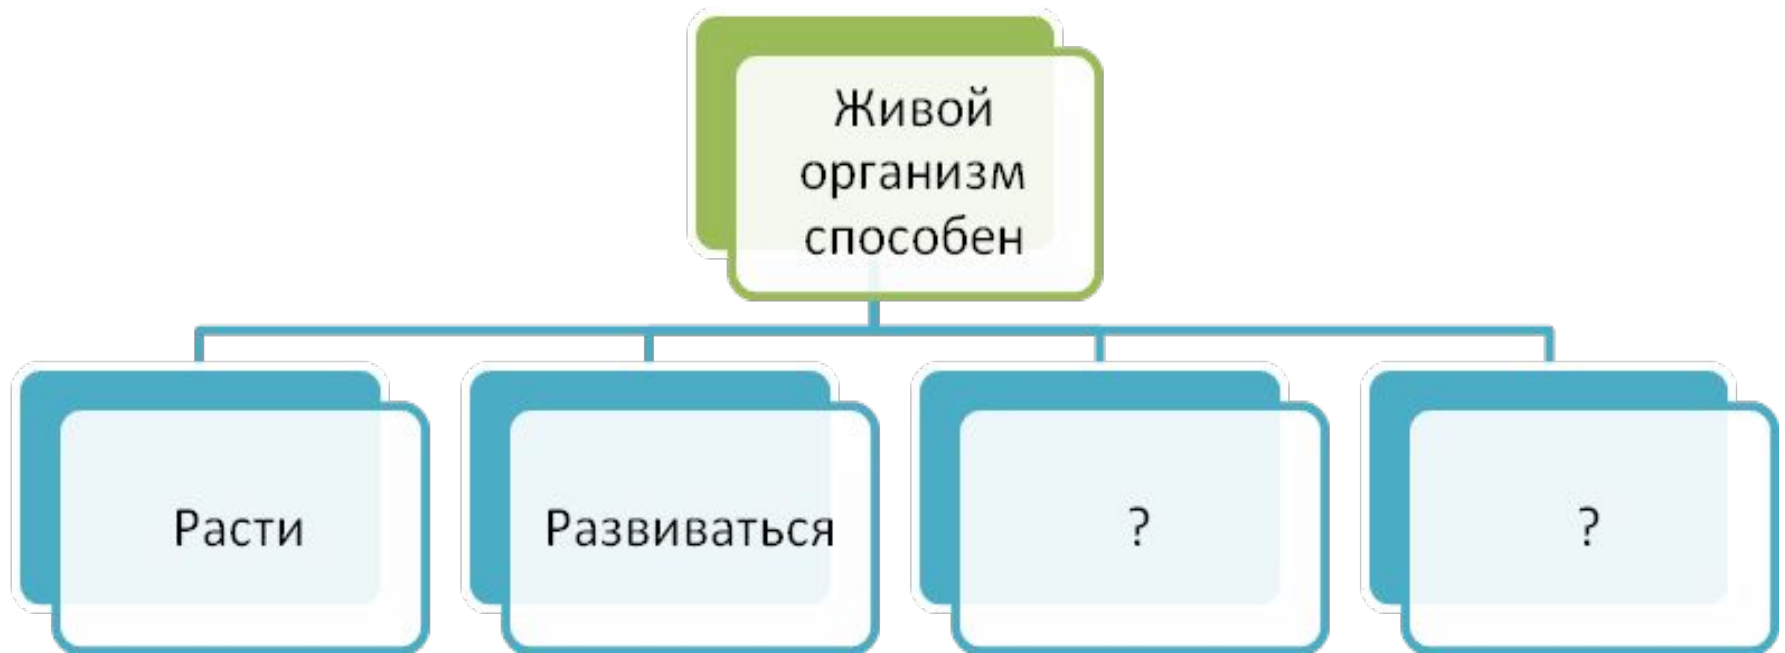 Живой
организм
способен
Расти
Развиваться
?
?